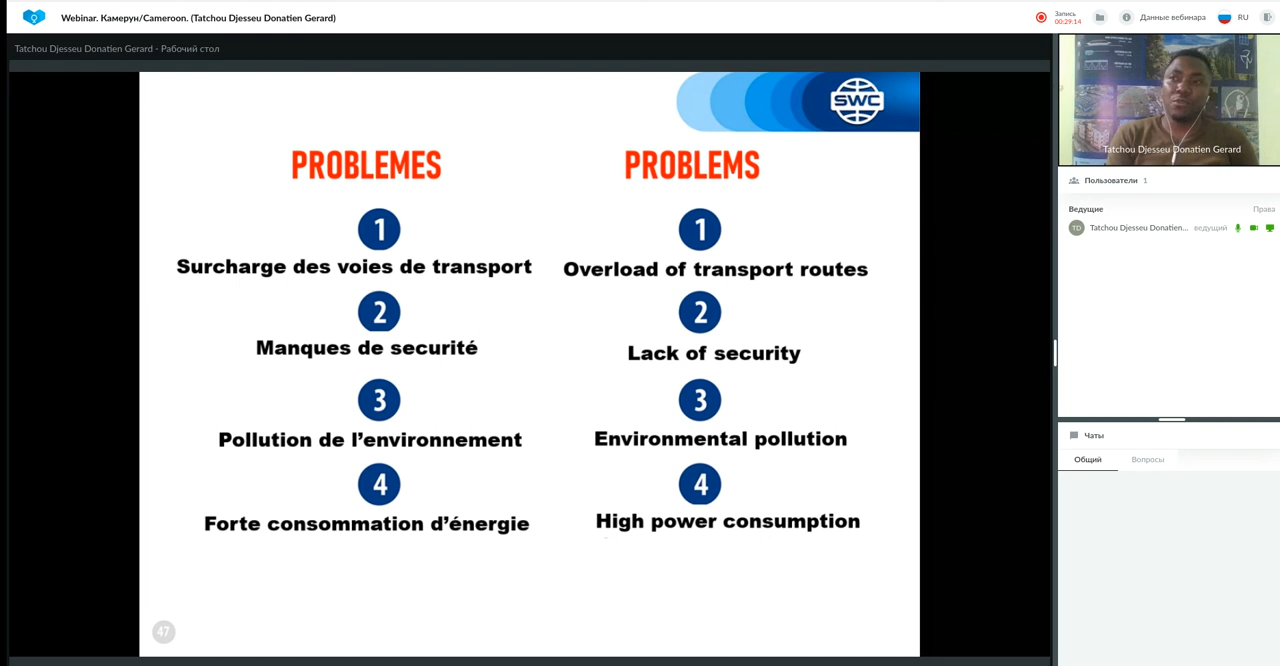 Webinar. Камерун/Cameroon. (Tatchou Djesseu Donatien Gerard)
Запись
00:29:14
Данные вебинара
RU
Tatchou Djesseu Donatien Gerard - Рабочий стол
SWC
PROBLEMES
1
Surcharge des voies de transport
2
Manques de securité
3
Pollution de l’environnement
4
Forte consommation d’énergie
PROBLEMS
1
Overload of transport routes
2
Lack of security
3
Environmental pollution
4
High power consumption
47
Tatchou Djesseu Donatien Gerard
Пользователи 1
Ведущие Права
TD Tatchou Djesseu Donatien... ведущий
Чаты
Общий Вопросы